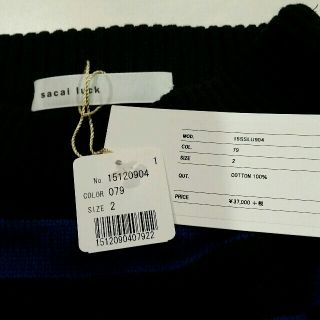 sacai luck
1
No 15120904
COLOR 079
SIZE 2
1512090407922
MOD. 15SSLU904
COL. 79
SIZE 2
OUT. COTTON 100%
PRICE ¥37,000 +税